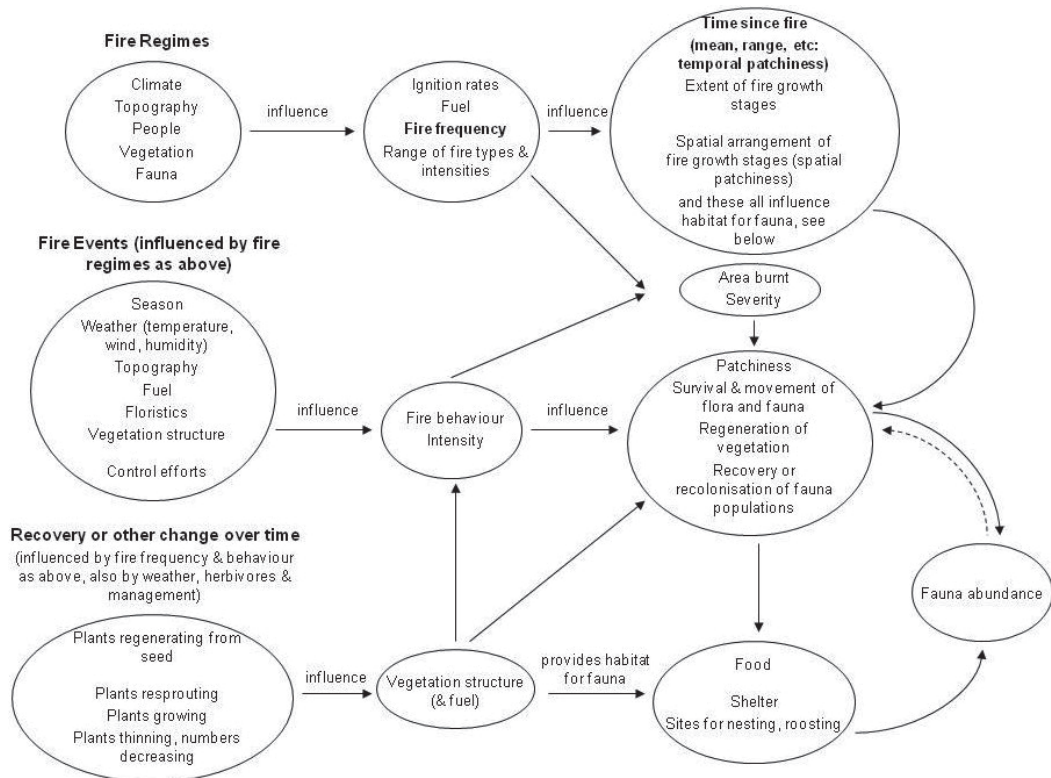 Fire Regimes
Climate
Topography
People
Vegetation
Fauna
influence
Ignition rates
Fuel
Fire frequency
Range of fire types &
intensities
influence
Time since fire
(mean, range, etc:
temporal patchiness)
Extent of fire growth
stages
Spatial arrangement of
fire growth stages (spatial
patchiness)
and these all influence
habitat for fauna, see
below
Fire Events (influenced by fire
regimes as above)
Season
Weather (temperature,
wind, humidity)
Topography
Fuel
Floristics
Vegetation structure
Control efforts
influence
Fire behaviour
Intensity
influence
Area burnt
Severity
Patchiness
Survival & movement of
flora and fauna
Regeneration of
vegetation
Recovery or
recolonisation of fauna
populations
Fauna abundance
Recovery or other change over time
(influenced by fire frequency & behaviour
as above, also by weather, herbivores &
management)
Plants regenerating from
seed
Plants resprouting
Plants growing
Plants thinning, numbers
decreasing
influence
Vegetation structure
(& fuel)
provides habitat
for fauna
Food
Shelter
Sites for nesting, roosting